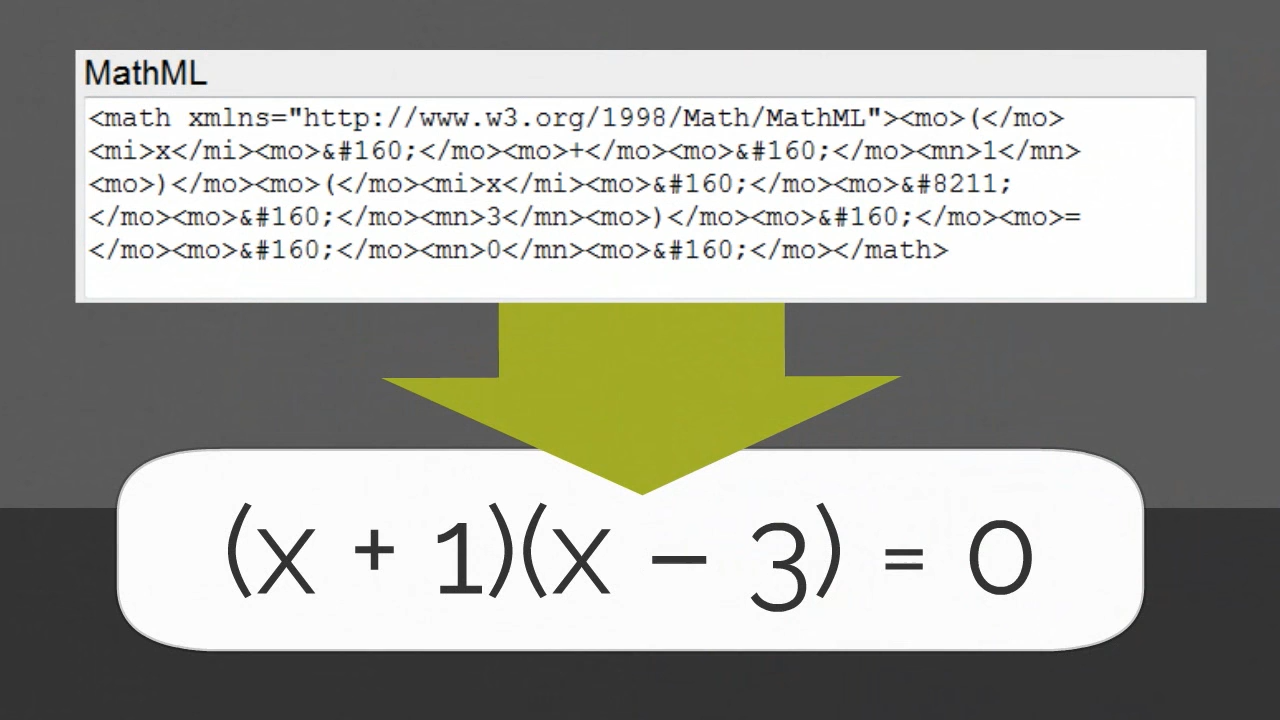 MathML
<math xmlns="http://www.w3.org/1998/Math/MathML"><mo>(</mo>
<mi>x</mi><mo>&#160;</mo><mo>+</mo><mo>&#160;</mo><mn>1</mn>
<mo>)</mo><mo>(</mo><mi>x</mi><mo>&#160;</mo><mo>&#8211;
</mo><mo>&#160;</mo><mn>3</mn><mo>)</mo><mo>&#160;</mo><mo>=
</mo><mo>&#160;</mo><mn>0</mn><mo>&#160;</mo></math>
(x + 1)(x – 3) = 0